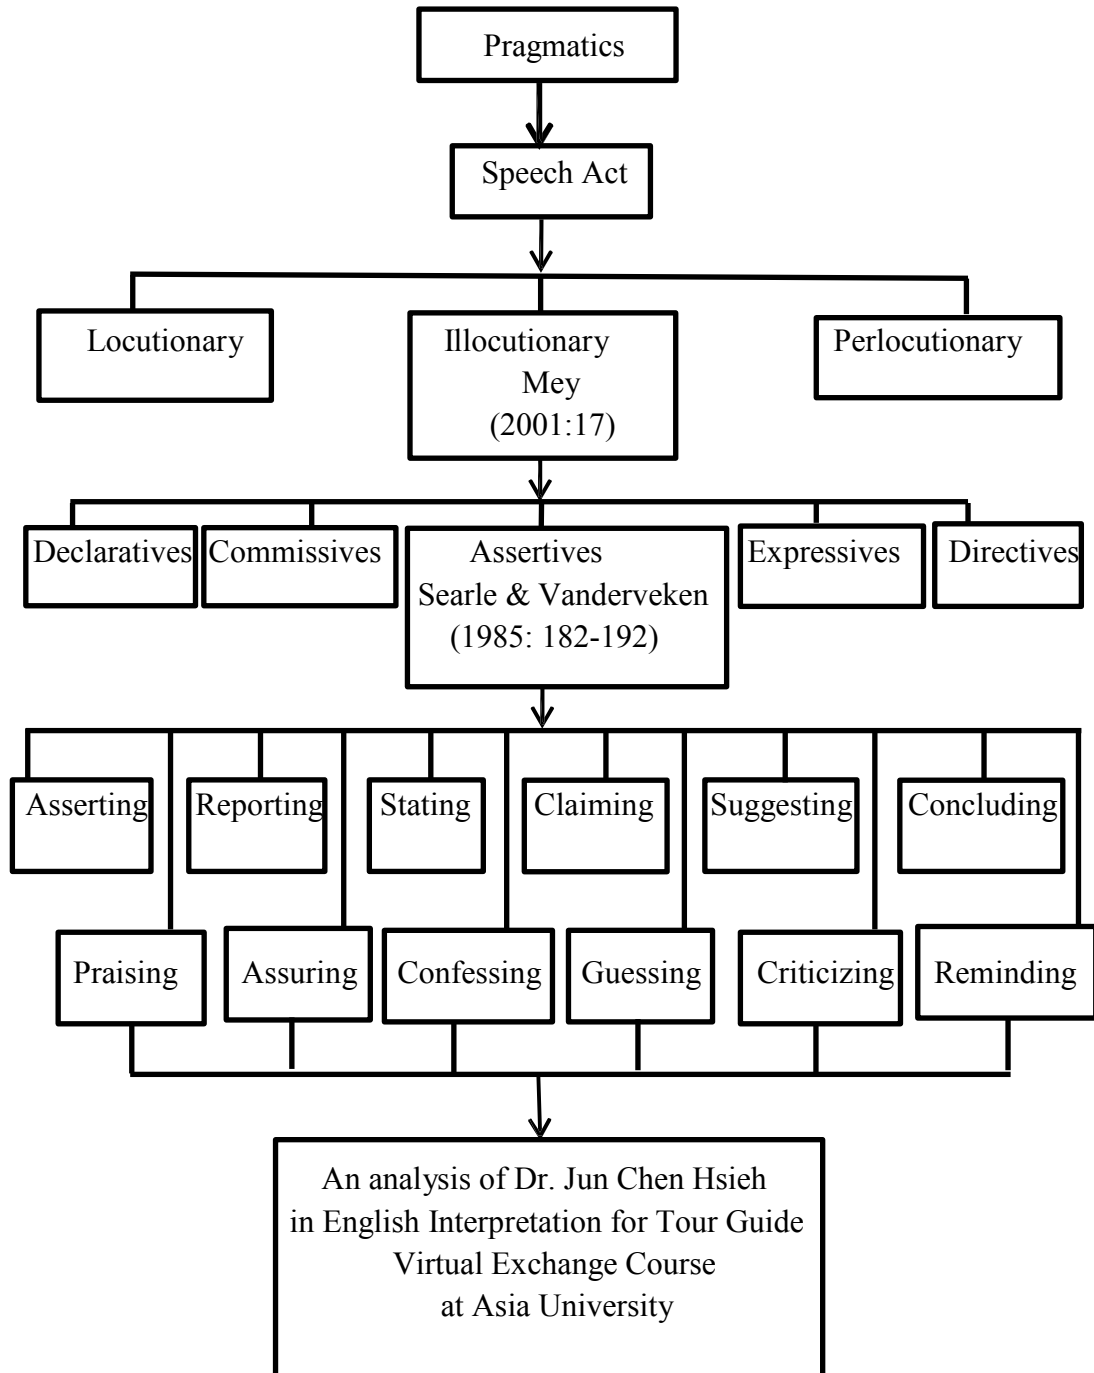 Pragmatics
Speech Act
Locutionary
Illocutionary
Mey
(2001:17)
Perlocutionary
Declaratives
Commissives
Assertives
Searle & Vanderveken
(1985: 182-192)
Expressives
Directives
Asserting
Reporting
Stating
Claiming
Suggesting
Concluding
Praising
Assuring
Confessing
Guessing
Criticizing
Reminding
An analysis of Dr. Jun Chen Hsieh
in English Interpretation for Tour Guide
Virtual Exchange Course
at Asia University